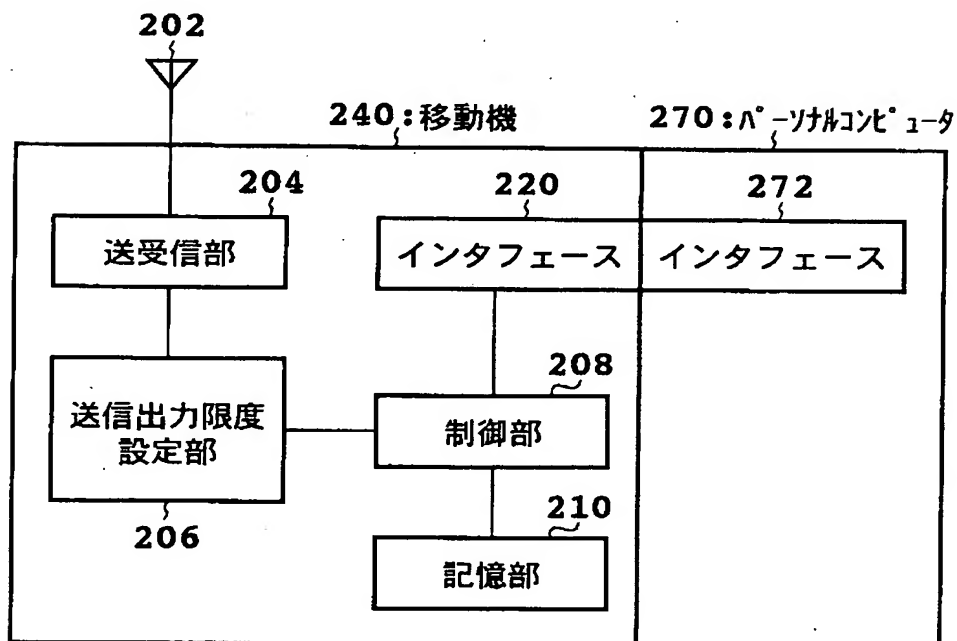 202
240:移動機
270:パーソナルコンピュータ
204
220
272
送受信部
インタフェース
インタフェース
208
送信出力限度
設定部
制御部
206
210
記憶部